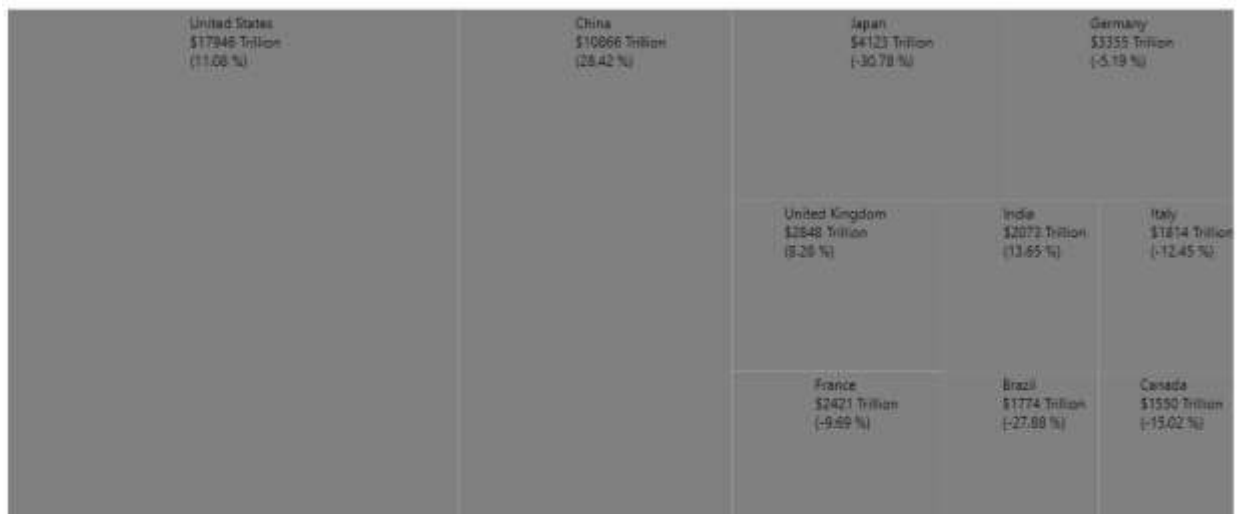 United States
$17946 Trillion
(11.08 %)
China
$10866 Trillion
(28.42 %)
Japan
$4123 Trillion
(-30.78 %)
Germany
$3355 Trillion
(-5.19 %)
United Kingdom
$2848 Trillion
(8.28 %)
India
$2073 Trillion
(13.65 %)
Italy
$1814 Trillion
(-12.45 %)
France
$2421 Trillion
(-9.69 %)
Brazil
$1774 Trillion
(-27.88 %)
Canada
$1550 Trillion
(-15.02 %)